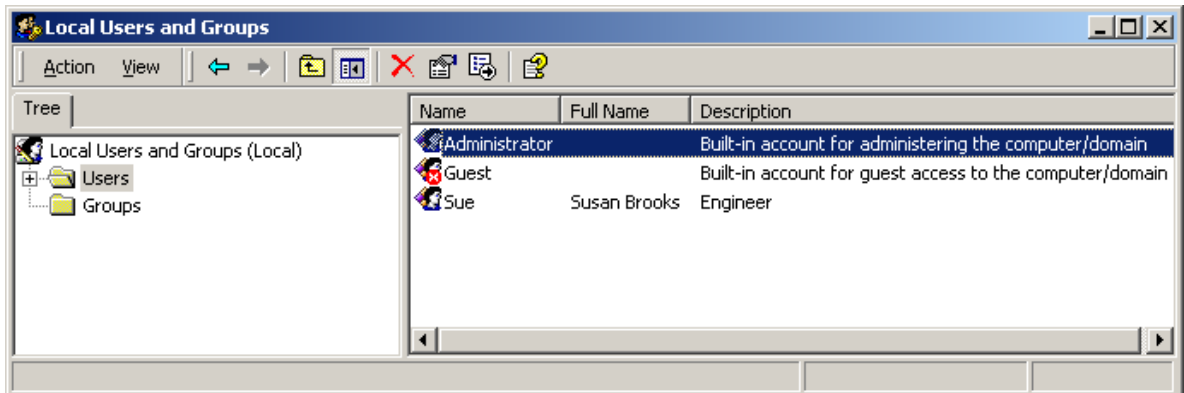 Local Users and Groups
Action View
Tree
Name Full Name Description
Local Users and Groups (Local)
Users
Groups
Administrator Built-in account for administering the computer/domain
Guest Built-in account for guest access to the computer/domain
Sue Susan Brooks Engineer